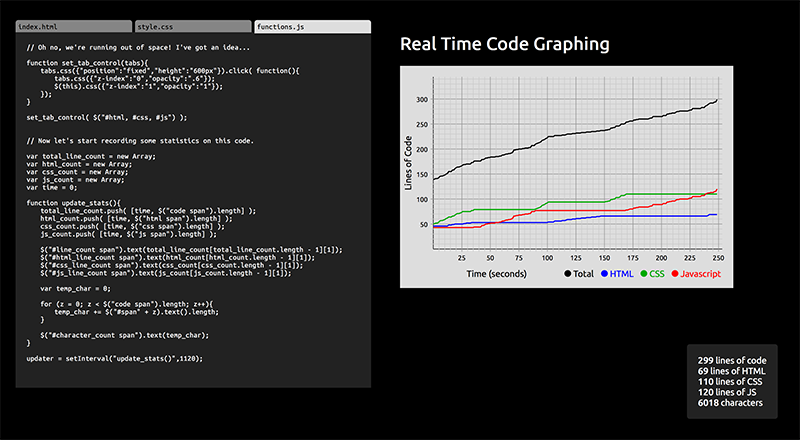 index.html
style.css
functions.js
// Oh no, we're running out of space! I've got an idea...
function set_tab_control(tabs){
tabs.css({"position":"fixed","height":"600px"}).click( function(){
tabs.css({"z-index":"0","opacity":".6"});
$(this).css({"z-index":"1","opacity":"1"});
});
}
set_tab_control( $("#html, #css, #js") );
// Now let's start recording some statistics on this code.
var total_line_count = new Array;
var html_count = new Array;
var css_count = new Array;
var js_count = new Array;
var time = 0;
function update_stats(){
total_line_count.push( [time, $("code span").length] );
html_count.push( [time, $("html span").length] );
css_count.push( [time, $("css span").length] );
js_count.push( [time, $("js span").length] );
$("#line_count span").text(total_count[total_line_count.length - 1][1]);
$("#html_line_count span").text(html_count[html_count.length - 1][1]);
$("#css_line_count span").text(css_count[css_count.length - 1][1]);
$("#js_line_count span").text(js_count[js_count.length - 1][1]);
var temp_char = 0;
for (z = 0; z < $("code span").length; z++){
temp_char += $("#span" + z).text().length;
}
$("#character_count span").text(temp_char);
}
updater = setInterval("update_stats()",1120);
Real Time Code Graphing
Lines of Code
300
250
200
150
100
50
25 50 75 100 125 150 175 200 225 250
Time (seconds)
Total HTML CSS Javascript
299 lines of code
69 lines of HTML
110 lines of CSS
120 lines of JS
6018 characters